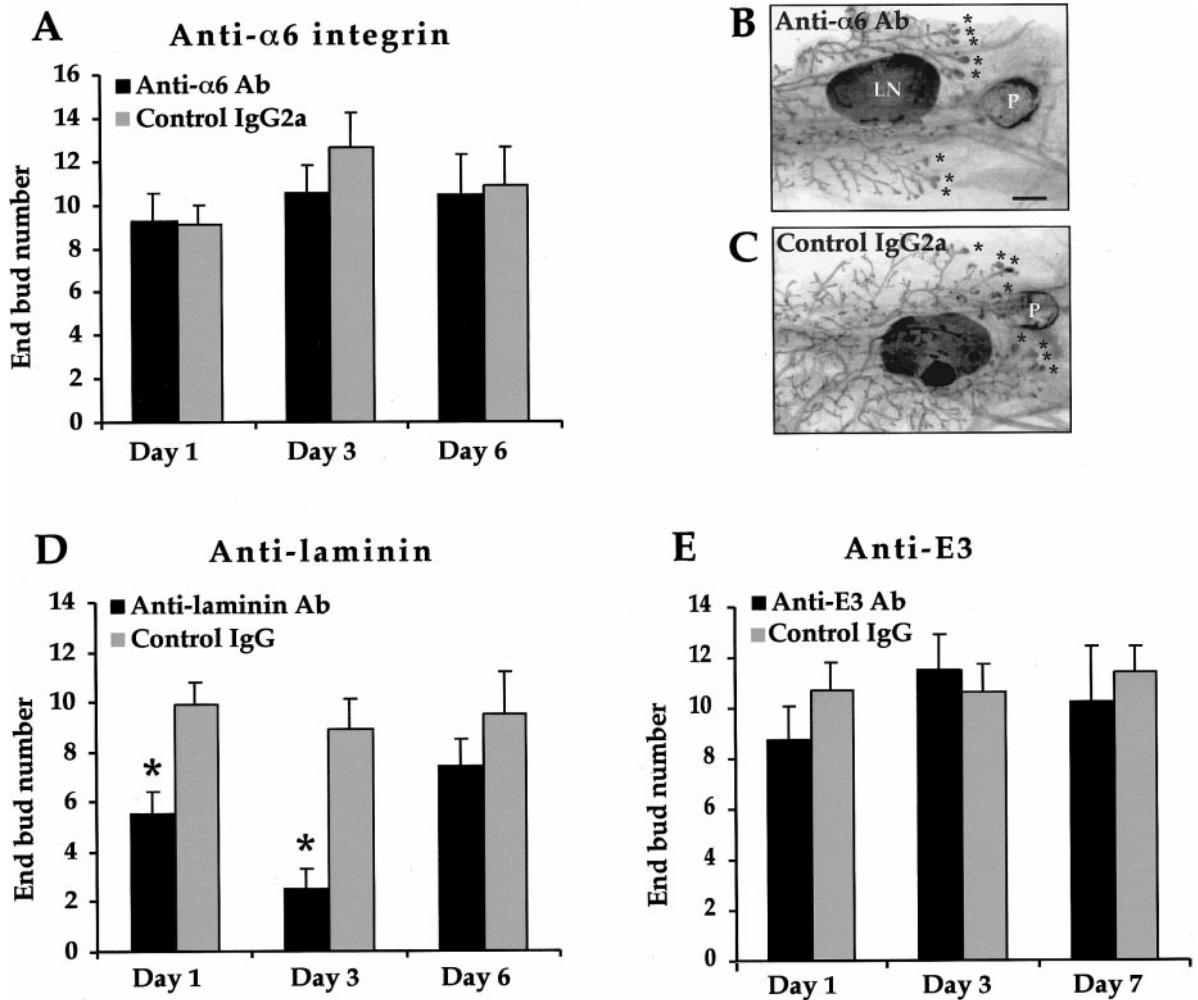 A
Anti-α6 integrin
16
14
12
10
8
6
4
2
0
End bud number
Anti-α6 Ab
Control IgG2a
Day 1
Day 3
Day 6
B
Anti-α6 Ab
*
*
*
*
*
LN
P
*
*
*
C
Control IgG2a
*
* *
*
P
*
*
*
*
D
Anti-laminin
14
12
10
8
6
4
2
0
End bud number
Anti-laminin Ab
Control IgG
*
*
Day 1
Day 3
Day 6
E
Anti-E3
14
12
10
8
6
4
2
0
End bud number
Anti-E3 Ab
Control IgG
Day 1
Day 3
Day 7